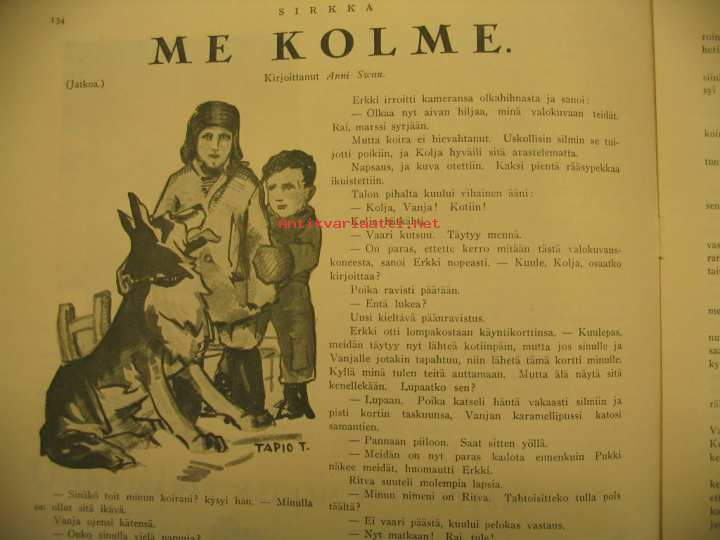 134
SIRKKA
ME KOLME.
Kirjoittanut Anni Swan.
(Jatkoa.)
TAPIO T.
— Sinäkö toit minun koirani? kysyi hän. — Minulla
on ollut sitä ikävä.
Vanja ojensi kätensä.
— Onko sinulla vielä
Erkki irroitti kameransa olkahihnasta ja sanoi:
— Olkaa nyt aivan hiljaa, minä valokuvaan teidät.
Rai, marssi syrjään.
Mutta koira ei hievahtanut. Uskollisin silmin se tui-
jotti poikiin, ja Kolja hyväili sitä arastelematta.
Napsaus, ja kuva otettiin. Kaksi pientä rääsypekkaa
ikuistettiin.
Talon pihalta kuului vihainen ääni:
— Kolja, Vanja! Kotiin!
Kolja
Antikvariaatti.net
— Vaari kutsuu. Täytyy mennä.
— On paras, ettette kerro mitään tästä valokuvaus-
koneesta, sanoi Erkki nopeasti. — Kuule, Kolja, osaatko
kirjoittaa?
Poika ravisti päätään.
— Entä lukea?
Uusi kieltävä päänravistus.
Erkki otti lompakostaan käyntikorttinsa. — Kuulepas,
meidän täytyy nyt lähteä kotiinpäin, mutta jos sinulle ja
Vanjalle jotakin tapahtuu, niin lähetä tämä kortti minulle.
Kyllä minä tulen teitä auttamaan. Mutta älä näytä sitä
kenellekään. Lupaatko sen?
— Lupaan. Poika katseli häntä vakaasti silmiin ja
pisti kortin taskuunsa, Vanjan karamellipussi katosi
samantien.
— Pannaan piiloon. Saat sitten yöllä.
— Meidän on nyt paras kadota ennenkuin Pukki
näkee meidät, huomautti Erkki.
Ritva suuteli molempia lapsia.
— Minun nimeni on Ritva. Tahtoisitteko tulla pois
täältä?
— Ei vaari päästä, kuului pelokas vastaus.
— Nyt matkaan! Rai, tule!